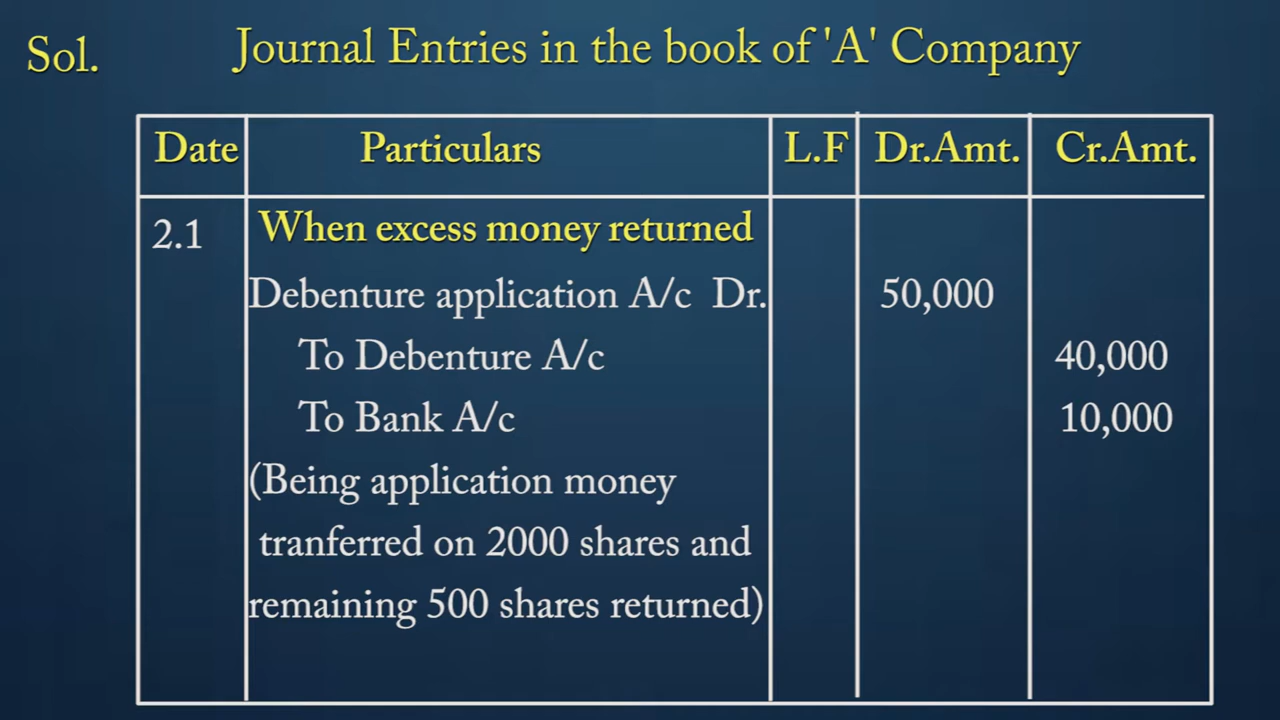 Sol. Journal Entries in the book of 'A' Company
Date Particulars L.F Dr.Amt. Cr.Amt.
2.1 When excess money returned
Debenture application A/c Dr. 50,000
To Debenture A/c 40,000
To Bank A/c 10,000
(Being application money
tranferred on 2000 shares and
remaining 500 shares returned)